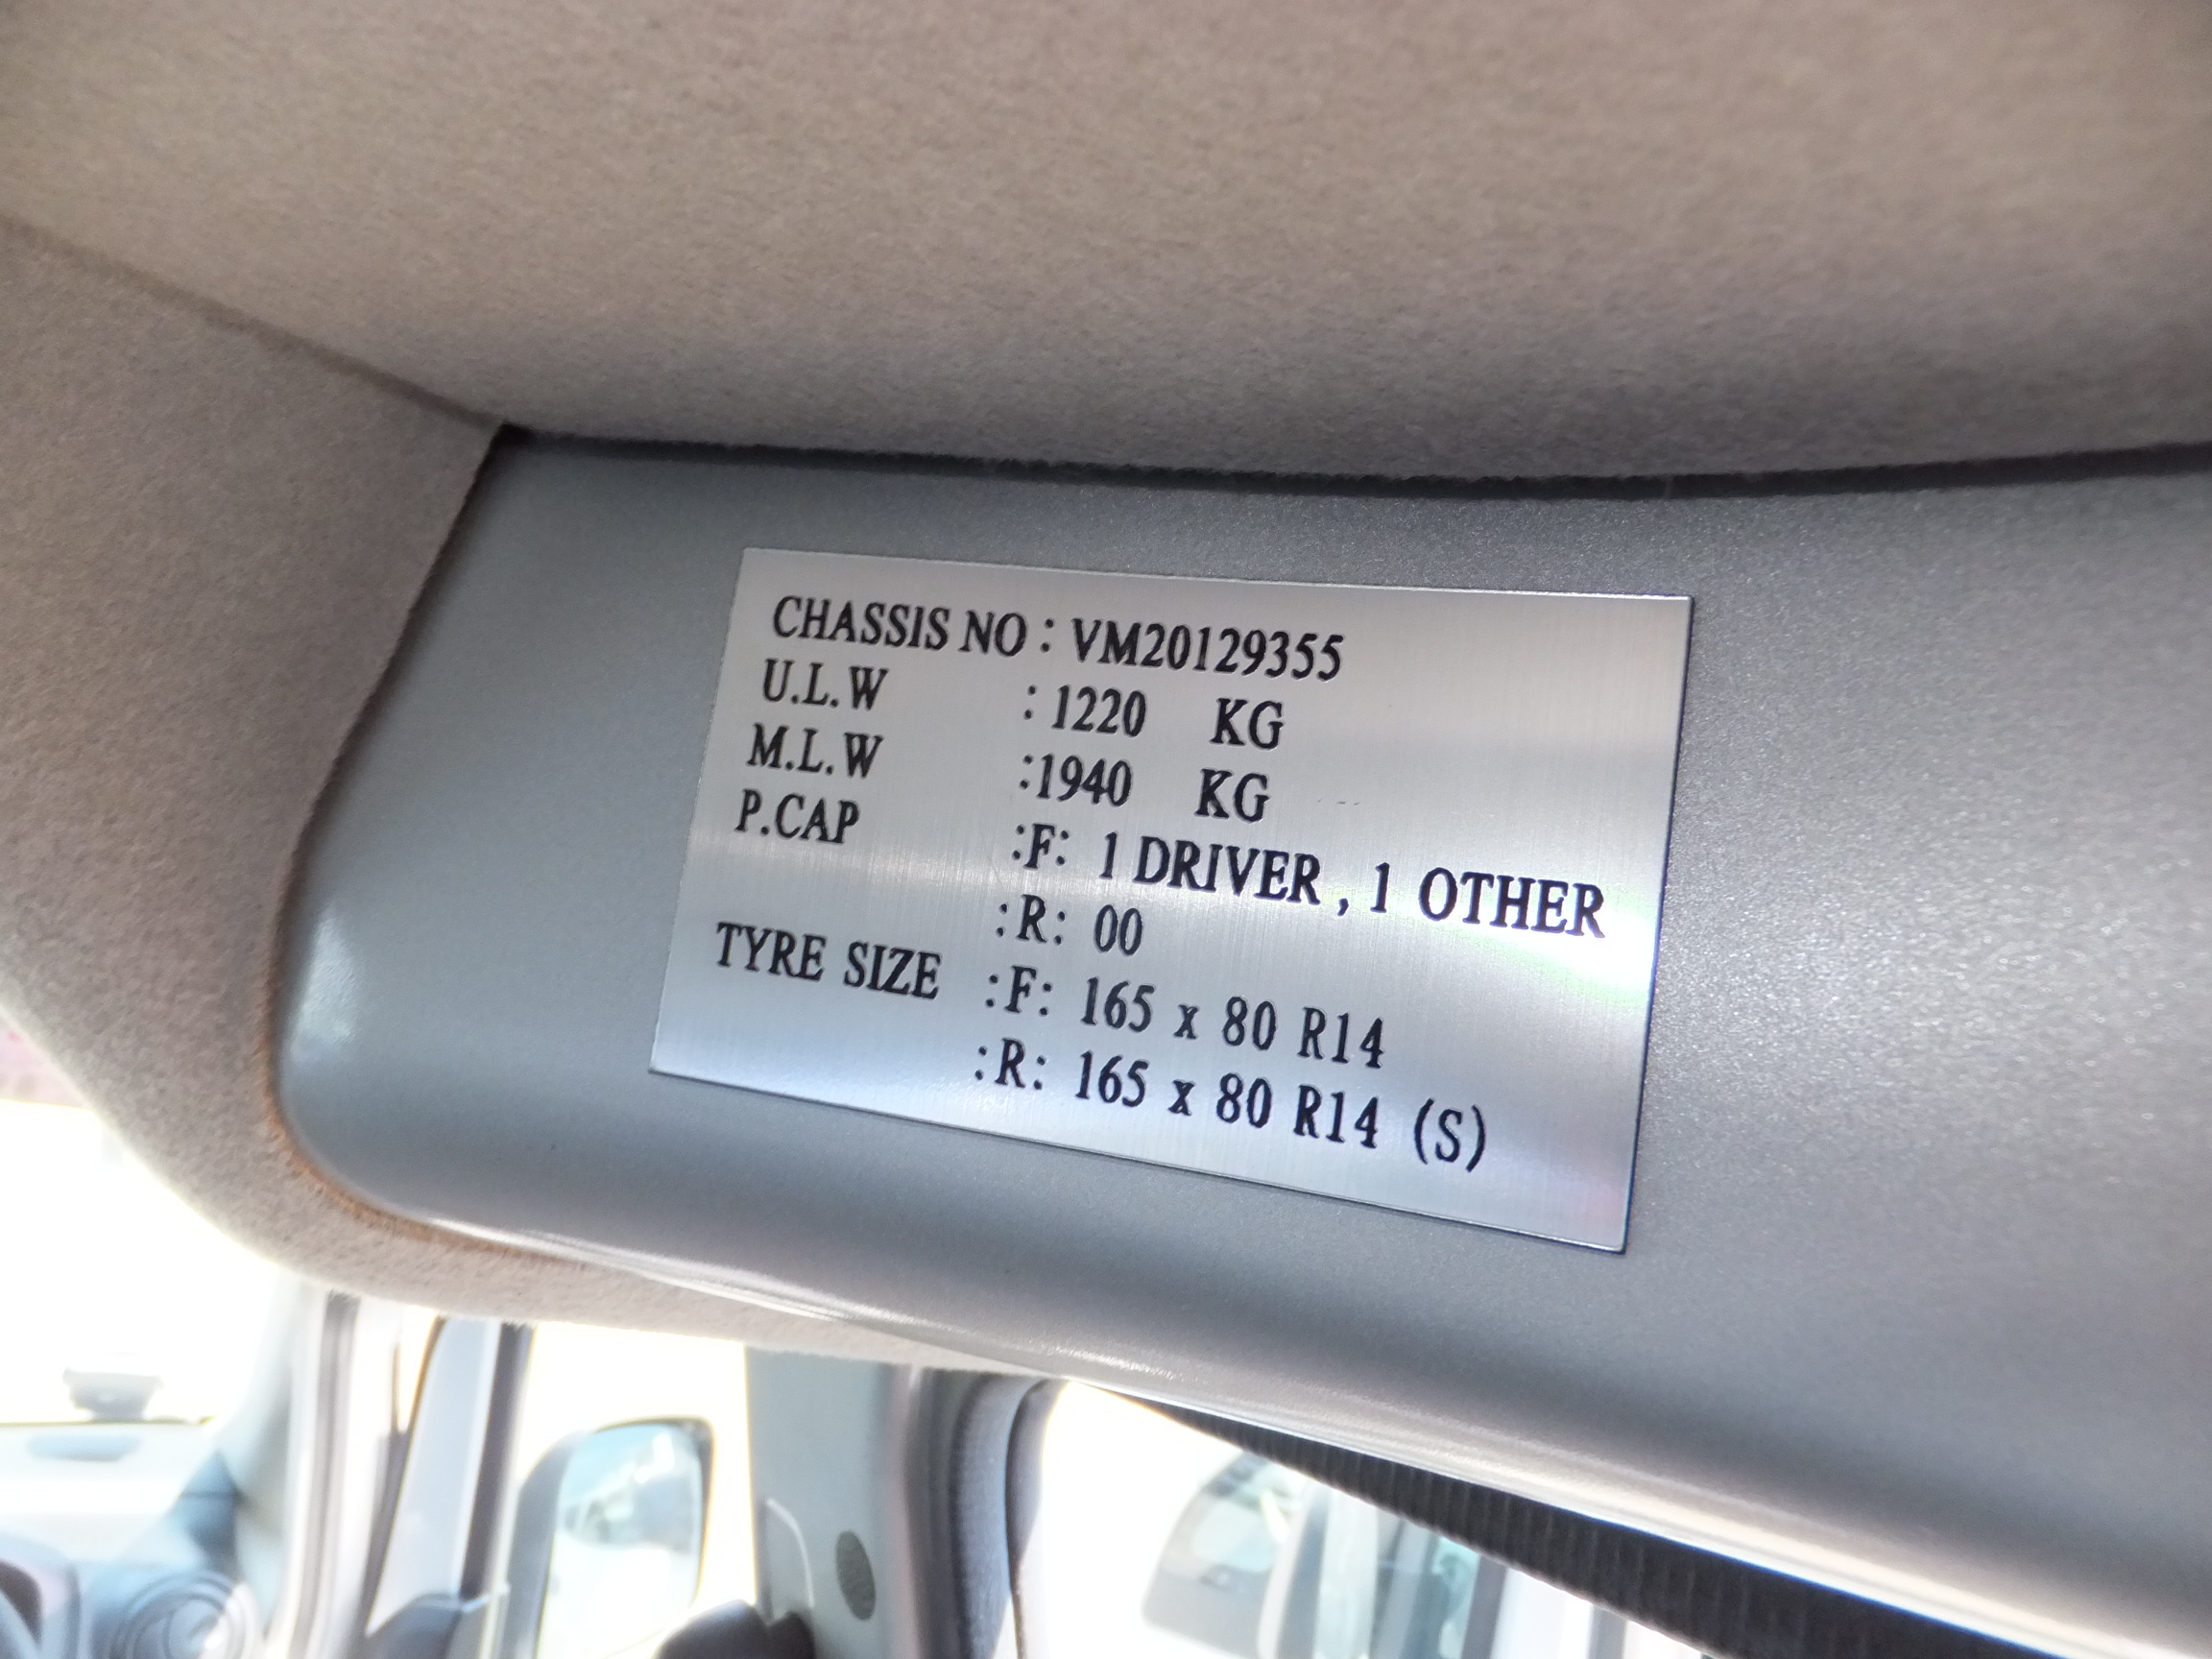 CHASSIS NO : VM20129355
U.L.W : 1220 KG
M.L.W :1940 KG
P.CAP :F: 1 DRIVER , 1 OTHER
:R: 00
TYRE SIZE :F: 165 x 80 R14
:R: 165 x 80 R14 (S)